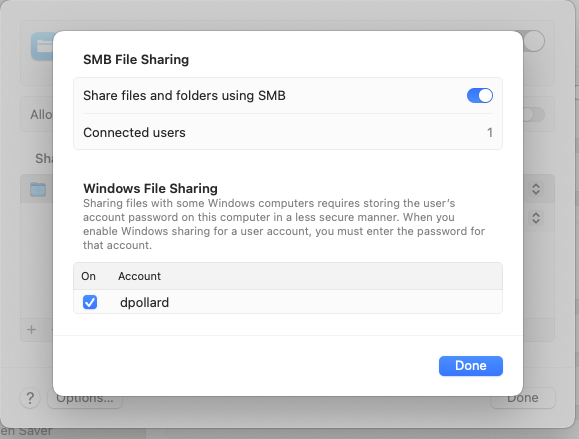 SMB File Sharing
Share files and folders using SMB
Connected users 1
Allo
Sha
Windows File Sharing
Sharing files with some Windows computers requires storing the user's
account password on this computer in a less secure manner. When you
enable Windows sharing for a user account, you must enter the password for
that account.
On Account
dpollard
+
Done
? Options... Done
en Saver